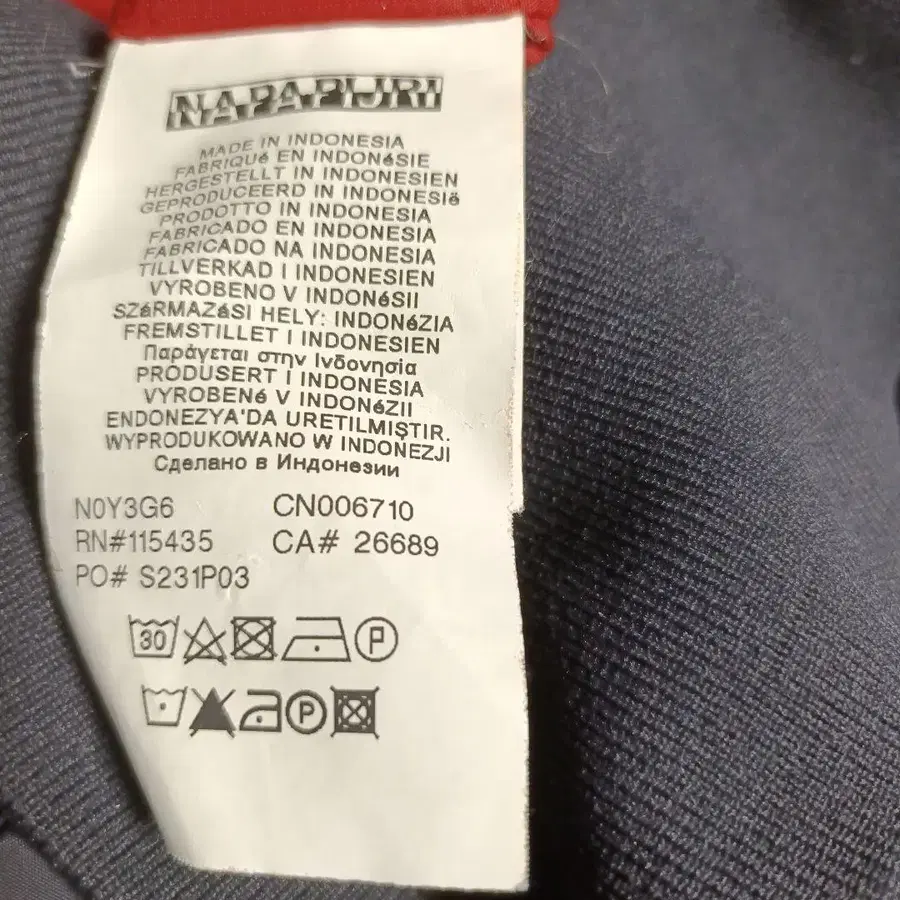 NAPAPIJRI
MADE IN INDONESIA
FABRIQUé EN INDONéSIE
HERGESTELLT IN INDONESIEN
GEPRODUCEERD IN INDONESIë
PRODOTTO IN INDONESIA
FABRICADO EN INDONESIA
FABRICADO NA INDONESIA
TILLVERKAD I INDONESIEN
VYROBENO V INDONéSII
SZáRMAZáSI HELY: INDONéZIA
FREMSTILLET I INDONESIEN
Παράγεται στην Ινδονησία
PRODUSERT I INDONESIA
VYROBENé V INDONéZII
ENDONEZYA'DA URETILMIŞTIR.
WYPRODUKOWANO W INDONEZJI
Сделано в Индонезии
N0Y3G6 CN006710
RN#115435 CA# 26689
PO# S231P03
30 P
P